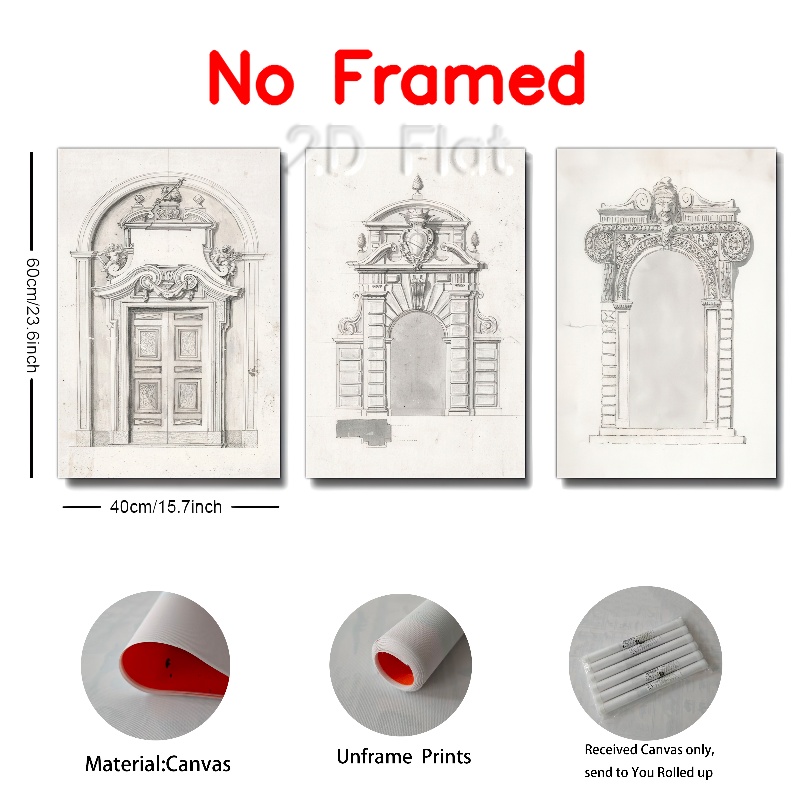 No Framed
2D Flat
60cm/23.6inch
40cm/15.7inch
Material:Canvas
Unframe Prints
Received Canvas only,
send to You Rolled up